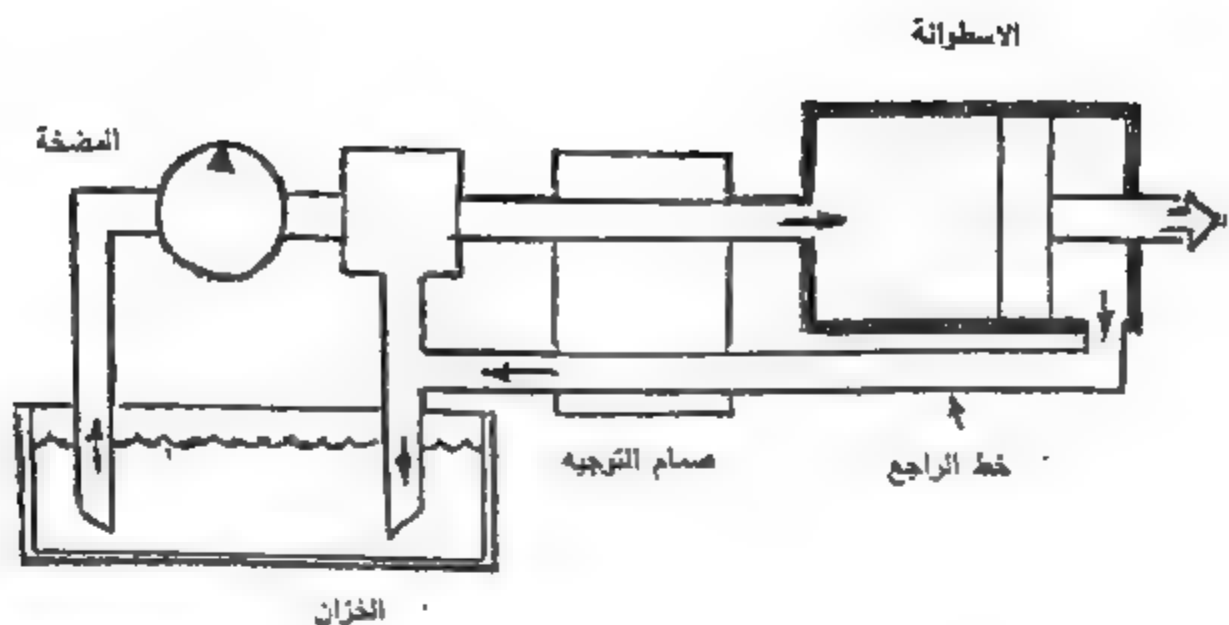 الاسطوانة
المضخة
صمام التوجيه
خط الراجع
الخزان